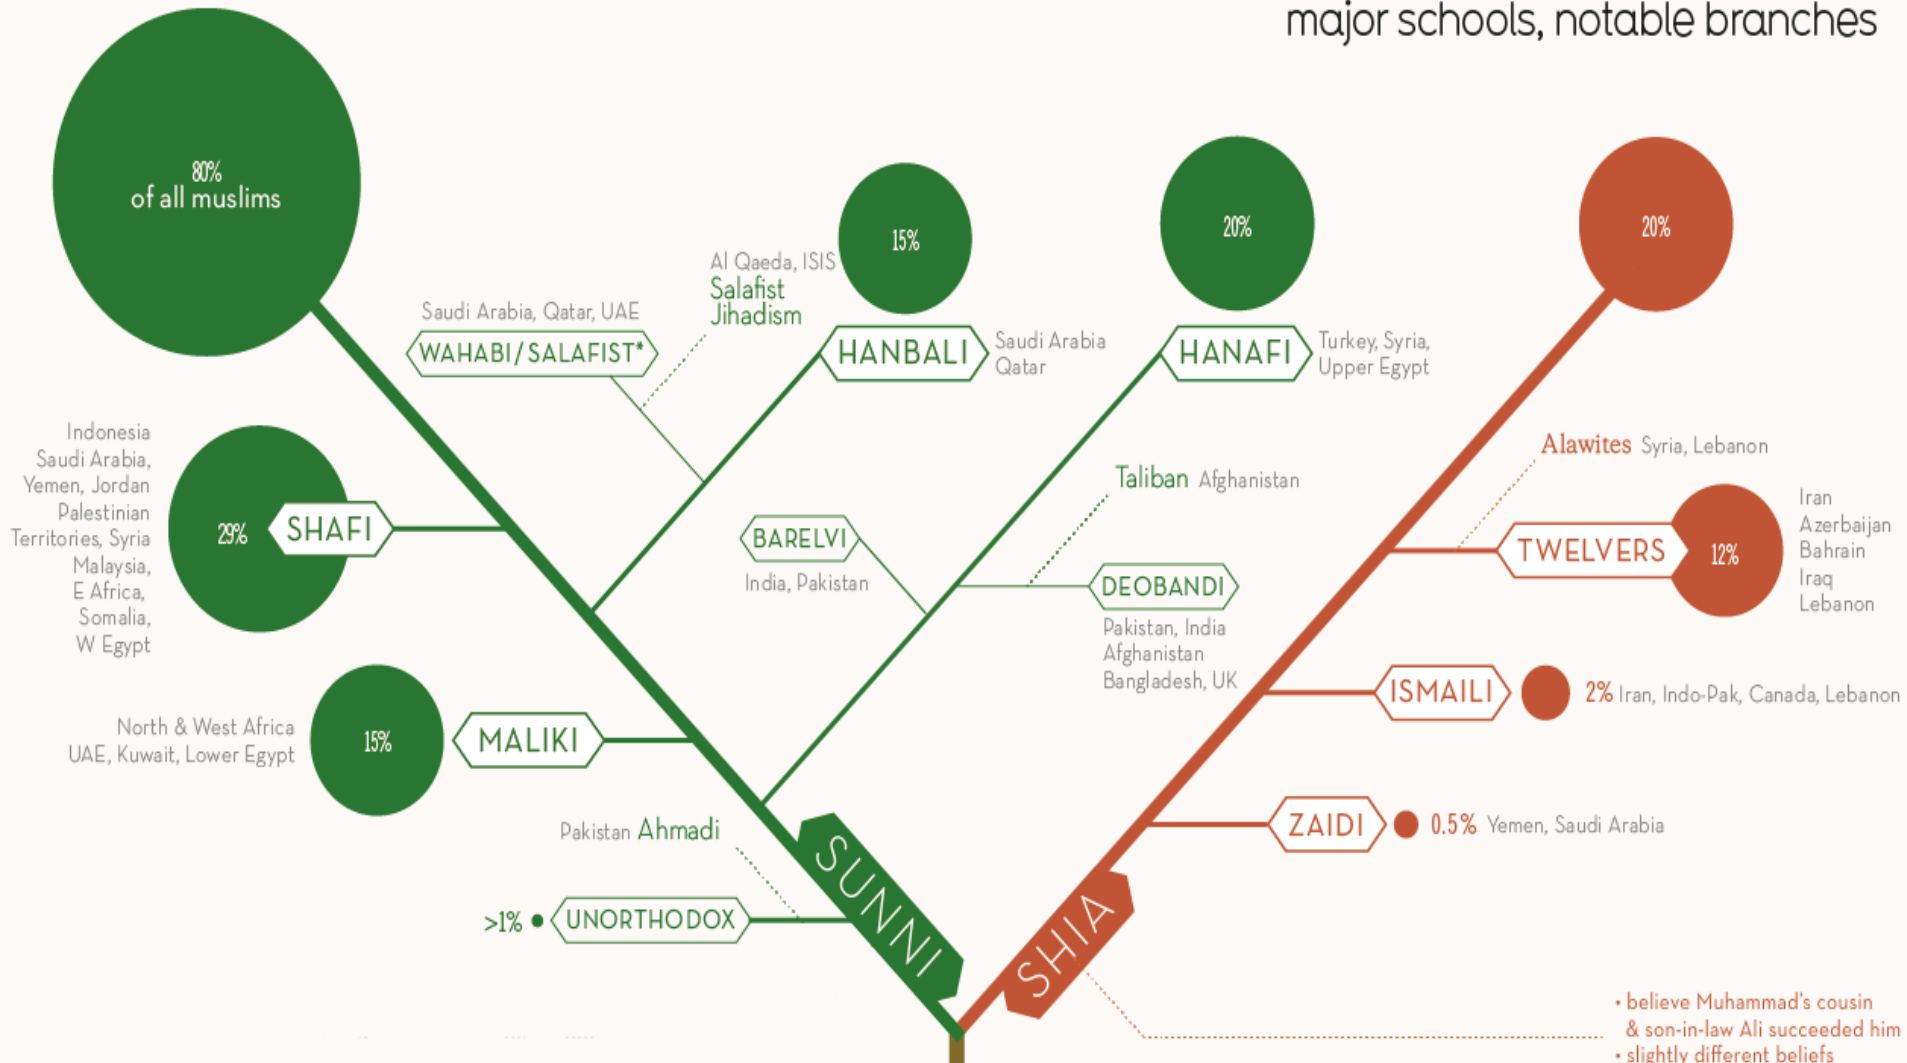 major schools, notable branches
80%
of all muslims
15%
20%
20%
Al Qaeda, ISIS
Salafist
Jihadism
Saudi Arabia, Qatar, UAE
WAHABI/SALAFIST*
HANBALI
Saudi Arabia
Qatar
HANAFI
Turkey, Syria,
Upper Egypt
Indonesia
Saudi Arabia,
Yemen, Jordan
Palestinian
Territories, Syria
Malaysia,
E Africa,
Somalia,
W Egypt
29%
SHAFI
Alawites Syria, Lebanon
Taliban Afghanistan
BARELVI
India, Pakistan
DEOBANDI
Pakistan, India
Afghanistan
Bangladesh, UK
TWELVERS
12%
Iran
Azerbaijan
Bahrain
Iraq
Lebanon
ISMAILI
2% Iran, Indo-Pak, Canada, Lebanon
North & West Africa
UAE, Kuwait, Lower Egypt
15%
MALIKI
ZAIDI
0.5% Yemen, Saudi Arabia
Pakistan Ahmadi
>1%
UNORTHODOX
SUNNI
SHIA
• believe Muhammad's cousin
& son-in-law Ali succeeded him
• slightly different beliefs